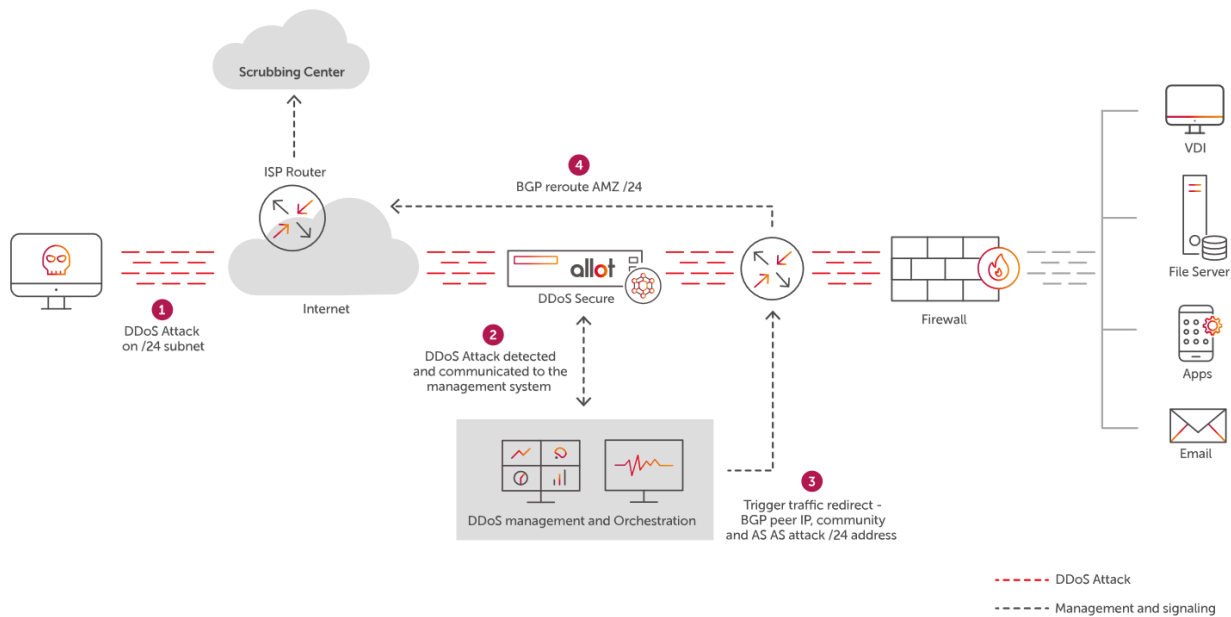 Scrubbing Center
ISP Router
4
BGP reroute AMZ /24
VDI
File Server
allot
DDoS Secure
Internet
Firewall
1
DDoS Attack
on /24 subnet
2
DDoS Attack detected
and communicated to the
management system
Apps
Email
DDoS management and Orchestration
3
Trigger traffic redirect -
BGP peer IP, community
and AS AS attack /24 address
DDoS Attack
Management and signaling